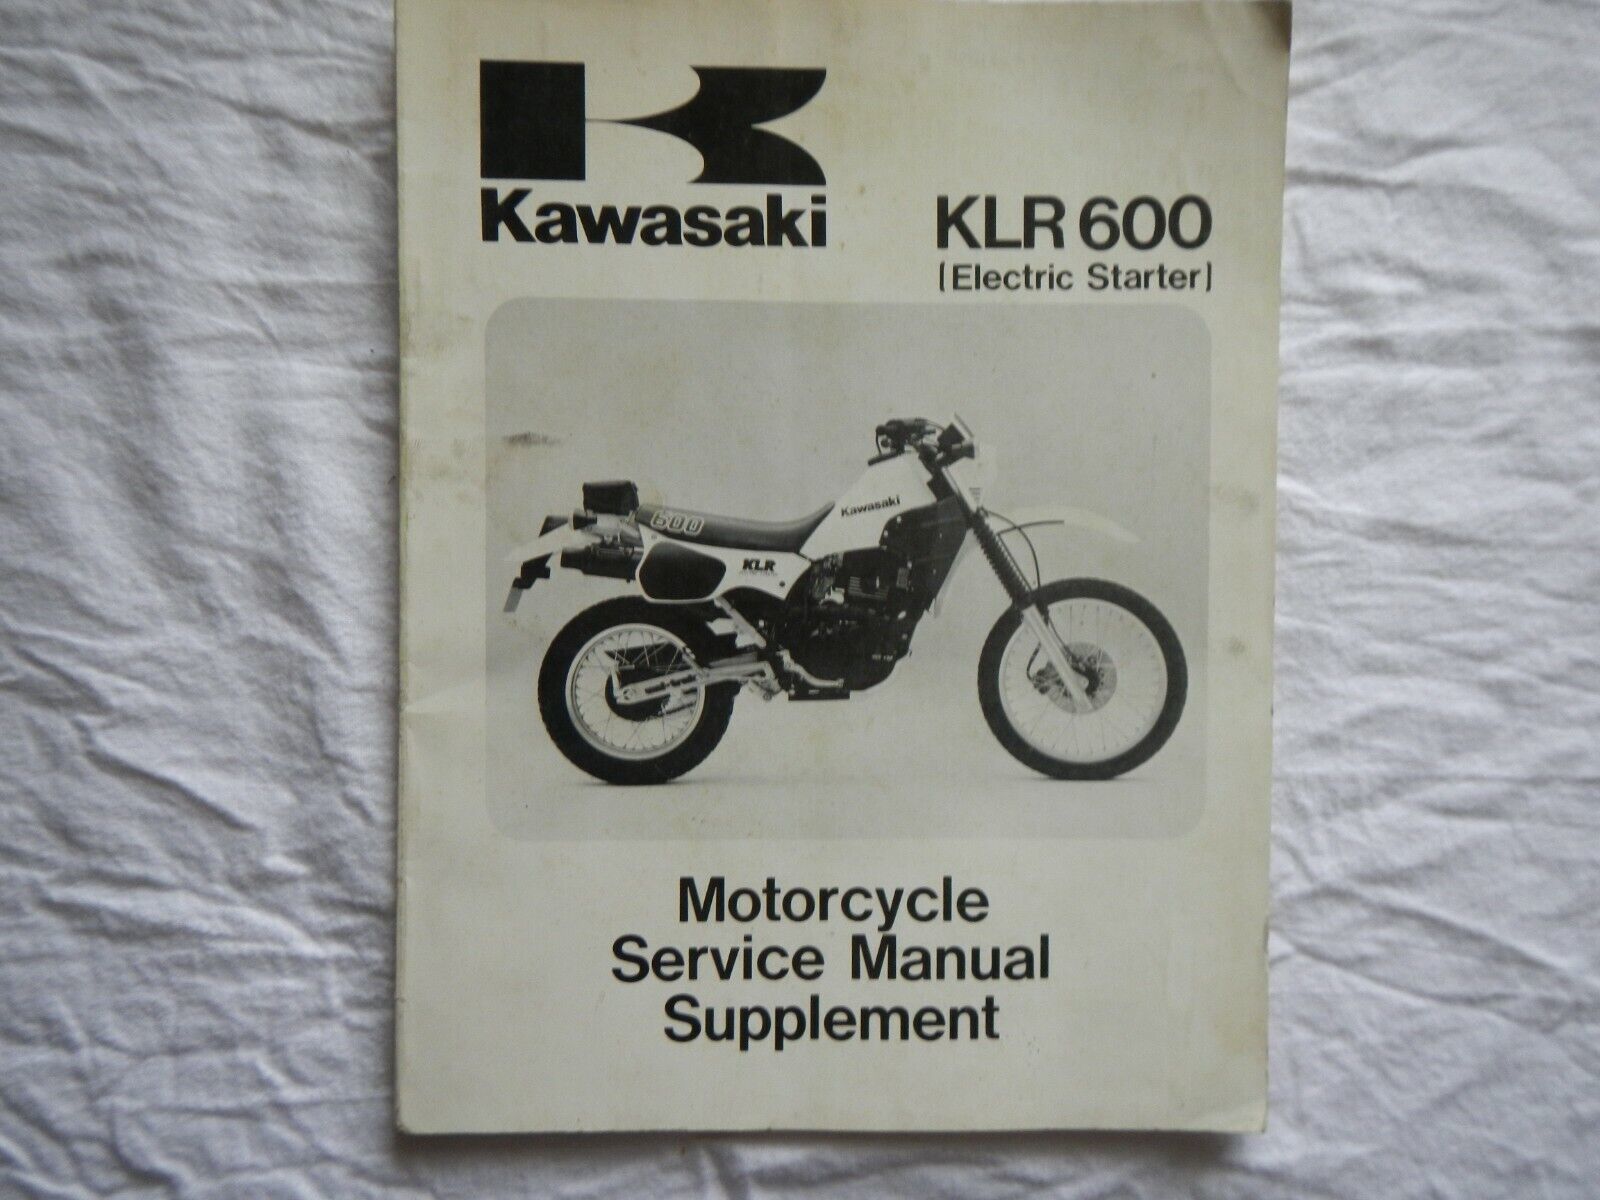 Kawasaki
KLR 600
(Electric Starter)
Kawasaki
600
KLR
Motorcycle
Service Manual
Supplement